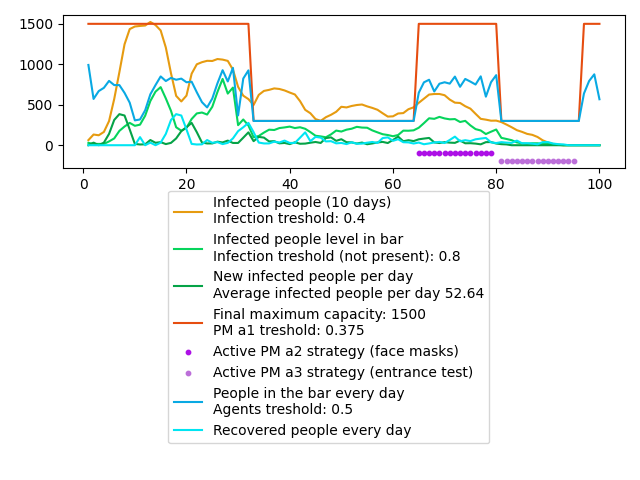 1500
1000
500
0
0 20 40 60 80 100
Infected people (10 days)
Infection treshold: 0.4
Infected people level in bar
Infection treshold (not present): 0.8
New infected people per day
Average infected people per day 52.64
Final maximum capacity: 1500
PM a1 treshold: 0.375
Active PM a2 strategy (face masks)
Active PM a3 strategy (entrance test)
People in the bar every day
Agents treshold: 0.5
Recovered people every day